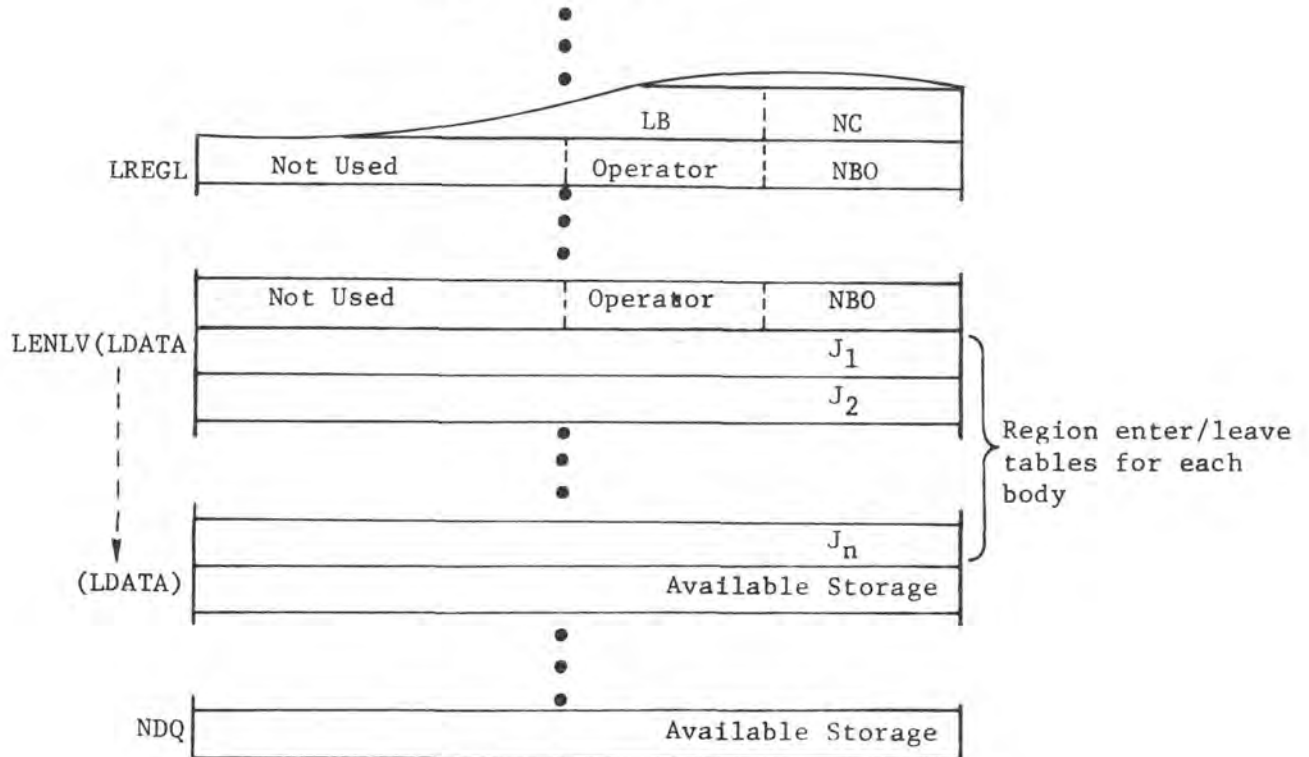 LB NC
LREGL Not Used Operator NBO
Not Used Operator NBO
LENLV(LDATA J1
J2
Region enter/leave
tables for each
body
Jn
(LDATA) Available Storage
NDQ Available Storage